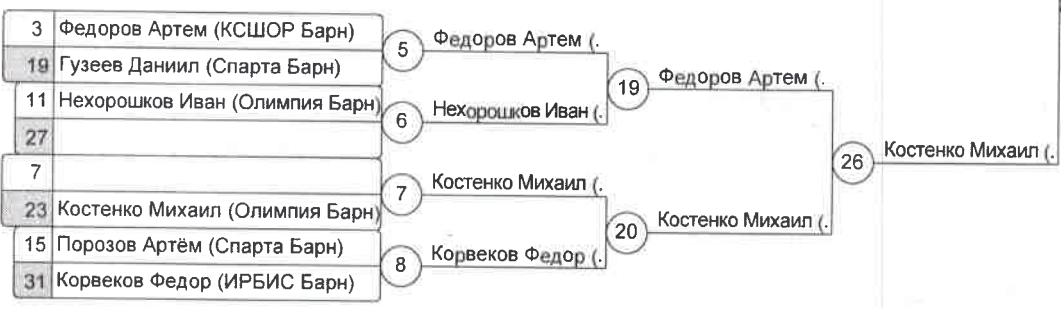 3 Федоров Артем (КСШОР Барн)
19 Гузеев Даниил (Спарта Барн)
11 Нехорошков Иван (Олимпия Барн)
27
7
23 Костенко Михаил (Олимпия Барн)
15 Порозов Артём (Спарта Барн)
31 Корвеков Федор (ИРБИС Барн)
5 Федоров Артем (.
6 Нехорошков Иван (.
7 Костенко Михаил (.
8 Корвеков Федор (.
19 Федоров Артем (.
20 Костенко Михаил (.
26 Костенко Михаил (.